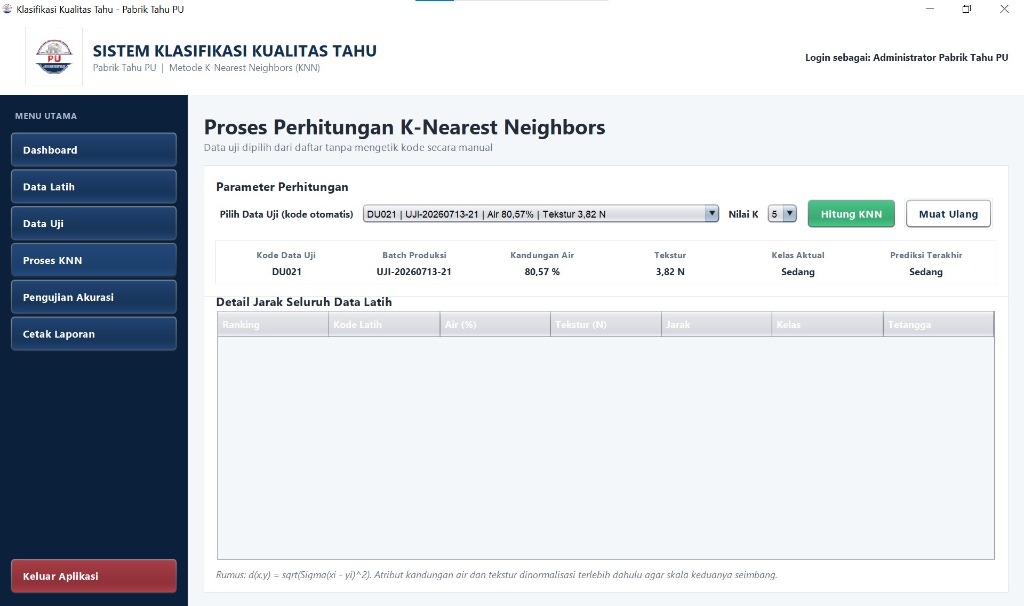 Klasifikasi Kualitas Tahu - Pabrik Tahu PU
PU
SISTEM KLASIFIKASI KUALITAS TAHU
Pabrik Tahu PU | Metode K-Nearest Neighbors (KNN)
Login sebagai: Administrator Pabrik Tahu PU
MENU UTAMA
Dashboard
Data Latih
Data Uji
Proses KNN
Pengujian Akurasi
Cetak Laporan
Keluar Aplikasi
Proses Perhitungan K-Nearest Neighbors
Data uji dipilih dari daftar tanpa mengetik kode secara manual
Parameter Perhitungan
Pilih Data Uji (kode otomatis) DU021 | UJI-20260713-21 | Air 80,57% | Tekstur 3,82 N Nilai K 5 Hitung KNN Muat Ulang
Kode Data Uji Batch Produksi Kandungan Air Tekstur Kelas Aktual Prediksi Terakhir
DU021 UJI-20260713-21 80,57 % 3,82 N Sedang Sedang
Detail Jarak Seluruh Data Latih
Ranking Kode Latih Air (%) Tekstur (N) Jarak Kelas Tetangga
Rumus: d(x,y) = sqrt(Sigma(xi - yi)^2). Atribut kandungan air dan tekstur dinormalisasi terlebih dahulu agar skala keduanya seimbang.